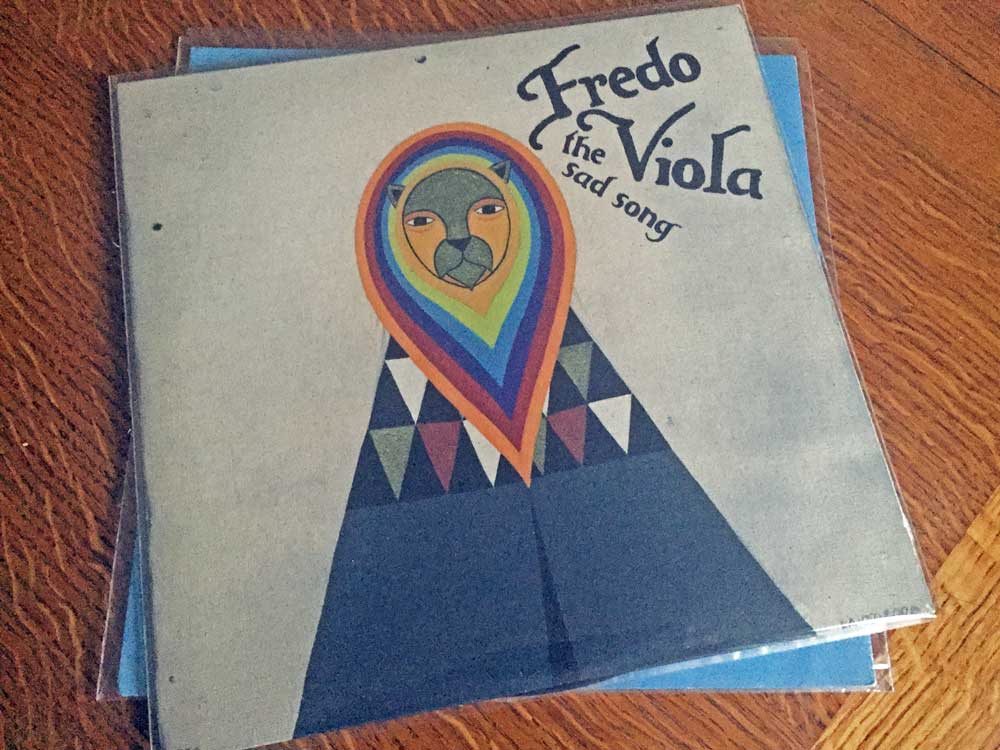 Fredo
Viola
the
sad song